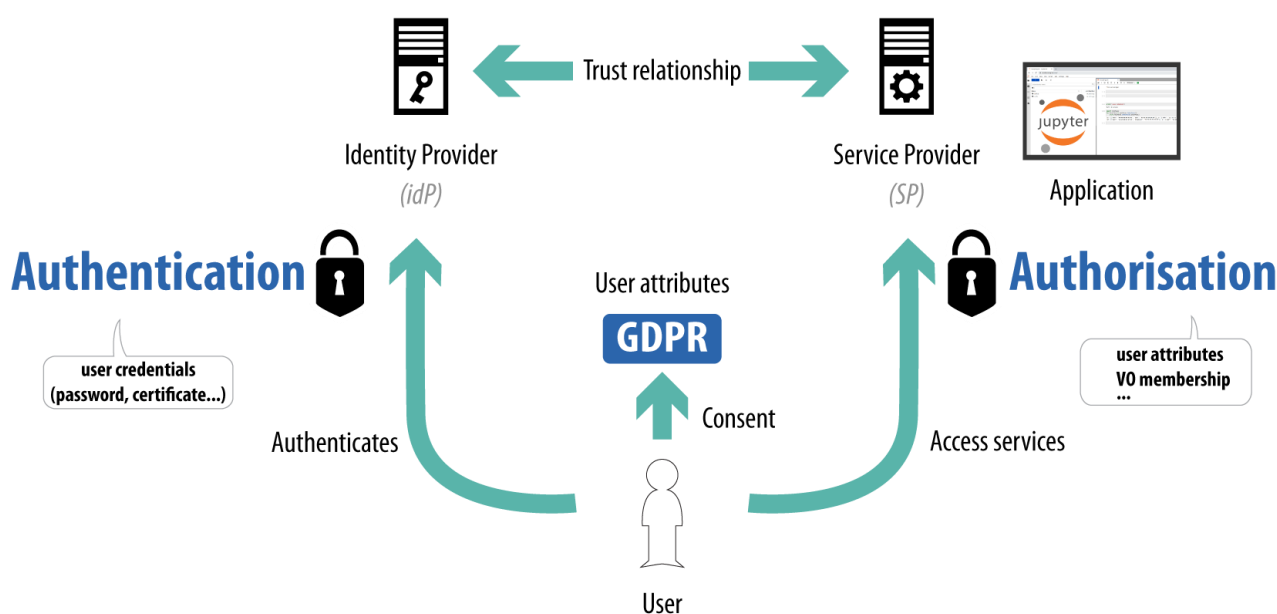 Trust relationship
jupyter
Identity Provider
(idP)
Service Provider
(SP)
Application
Authentication
Authorisation
User attributes
GDPR
user credentials
(password, certificate...)
user attributes
VO membership
...
Consent
Authenticates
Access services
User